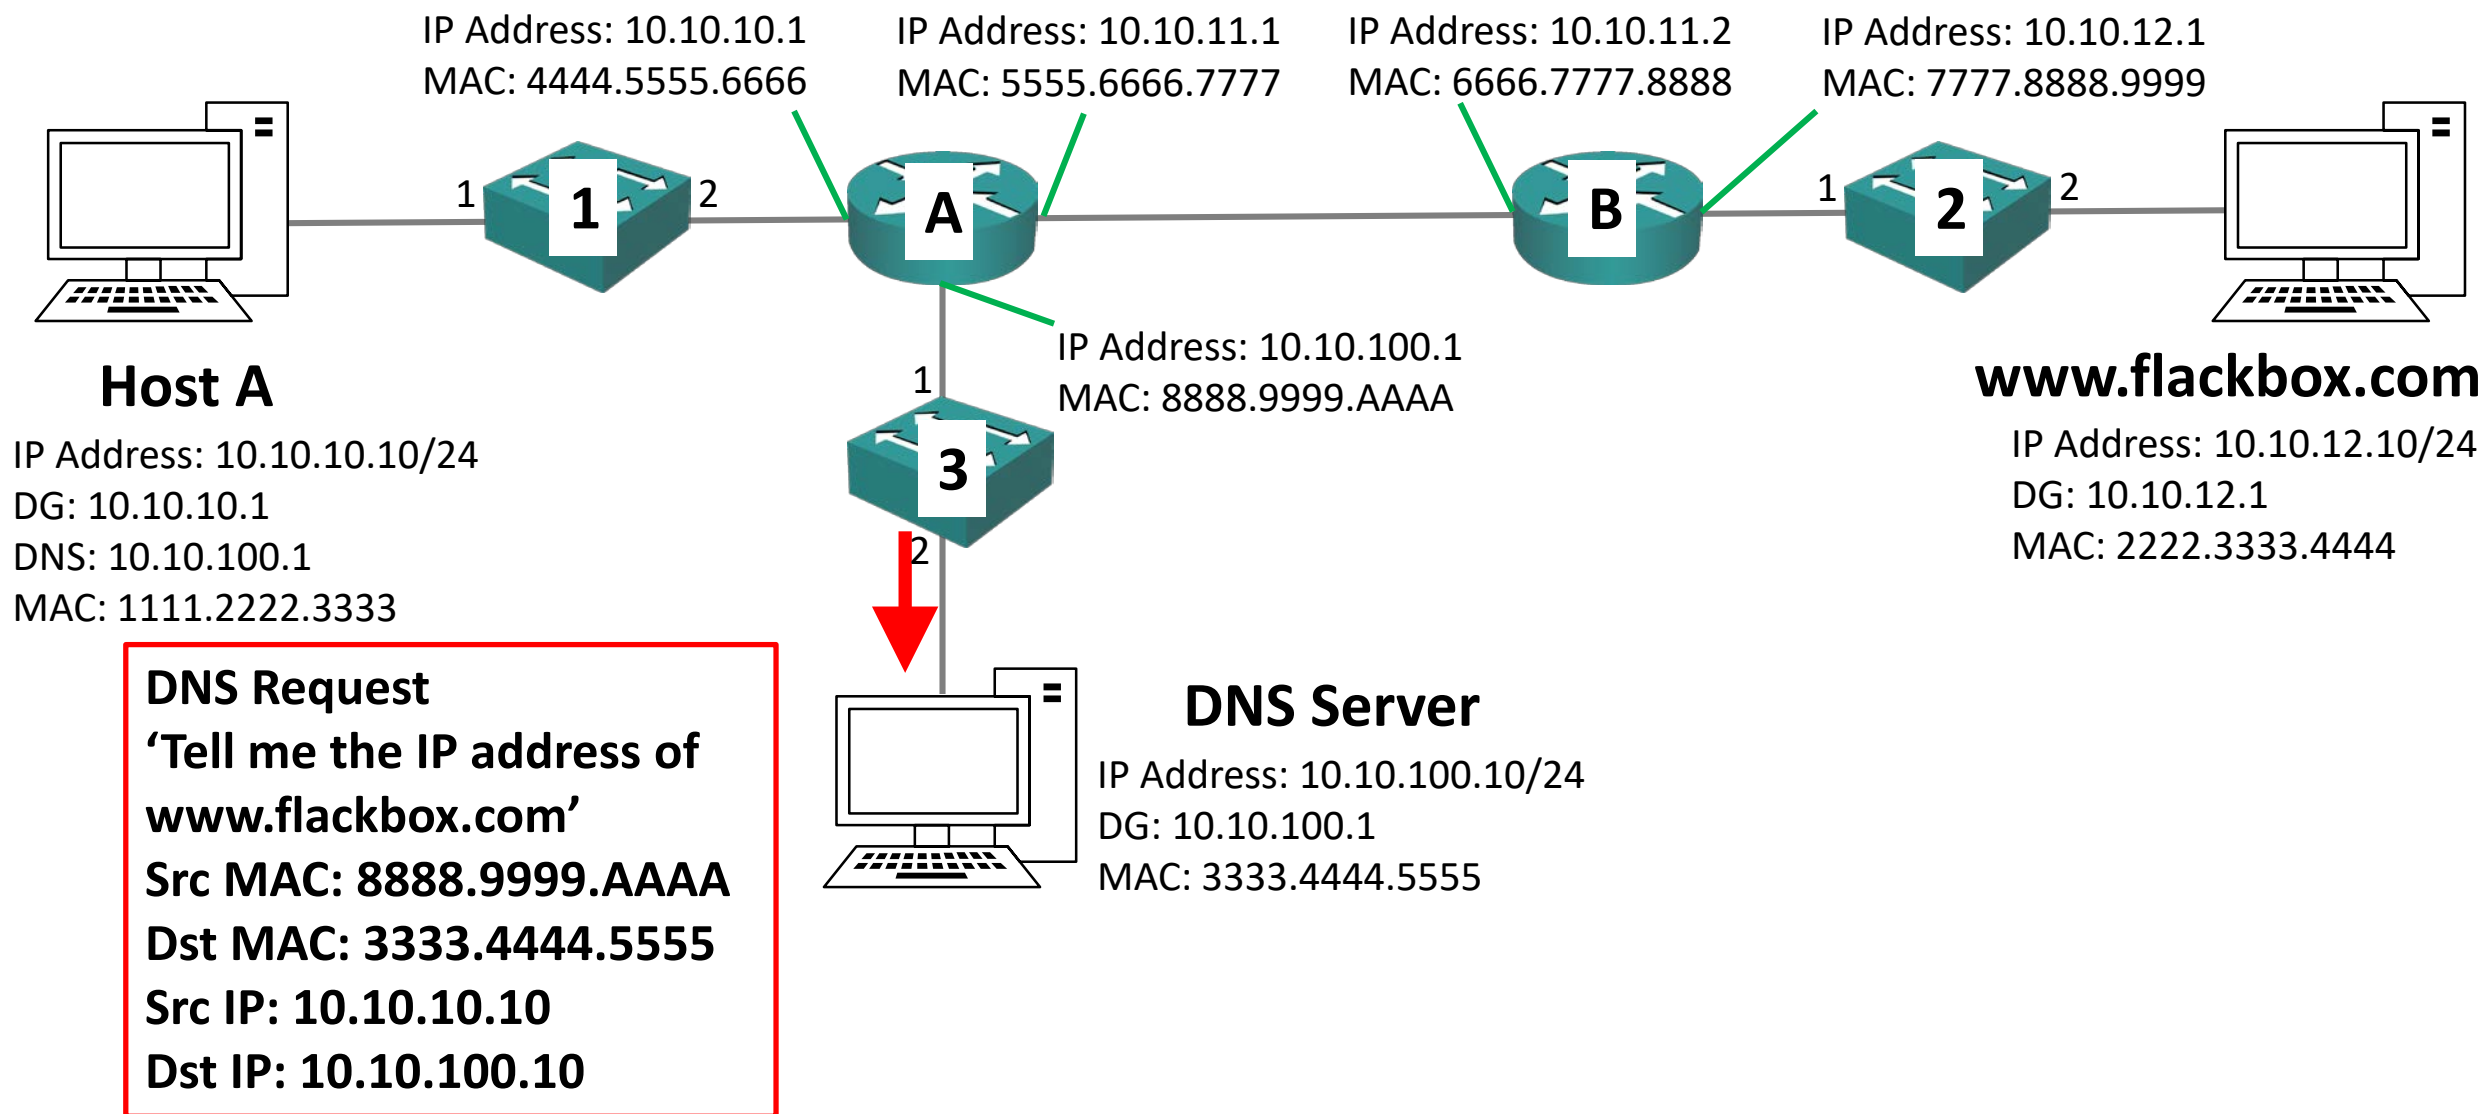 IP Address: 10.10.10.1
MAC: 4444.5555.6666
IP Address: 10.10.11.1
MAC: 5555.6666.7777
IP Address: 10.10.11.2
MAC: 6666.7777.8888
IP Address: 10.10.12.1
MAC: 7777.8888.9999
1
1
2
A
B
1
2
2
IP Address: 10.10.100.1
MAC: 8888.9999.AAAA
1
3
2
Host A
IP Address: 10.10.10.10/24
DG: 10.10.10.1
DNS: 10.10.100.1
MAC: 1111.2222.3333
www.flackbox.com
IP Address: 10.10.12.10/24
DG: 10.10.12.1
MAC: 2222.3333.4444
DNS Request
‘Tell me the IP address of
www.flackbox.com’
Src MAC: 8888.9999.AAAA
Dst MAC: 3333.4444.5555
Src IP: 10.10.10.10
Dst IP: 10.10.100.10
DNS Server
IP Address: 10.10.100.10/24
DG: 10.10.100.1
MAC: 3333.4444.5555